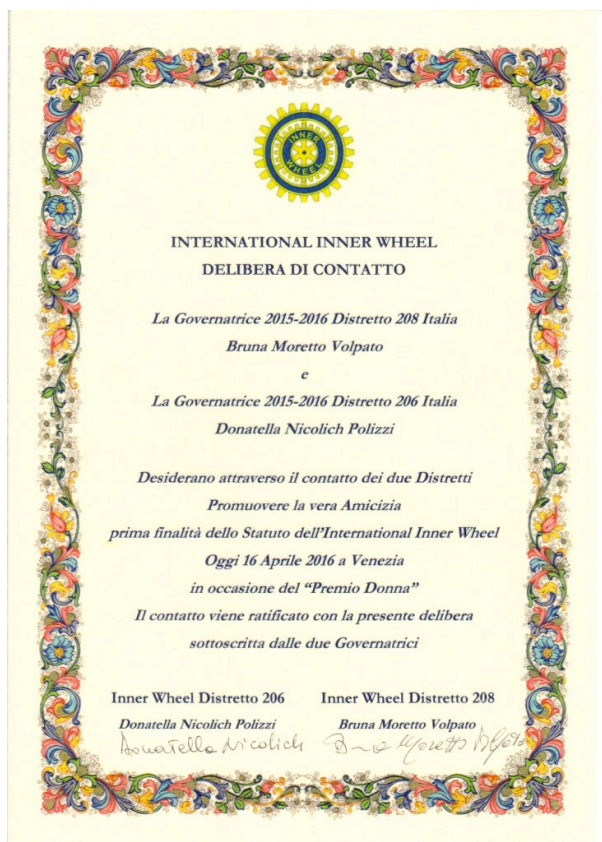 INNER
WHEEL
INTERNATIONAL INNER WHEEL
DELIBERA DI CONTATTO
La Governatrice 2015-2016 Distretto 208 Italia
Bruna Moretto Volpato
e
La Governatrice 2015-2016 Distretto 206 Italia
Donatella Nicolich Polizzi
Desiderano attraverso il contatto dei due Distretti
Promuovere la vera Amicizia
prima finalità dello Statuto dell'International Inner Wheel
Oggi 16 Aprile 2016 a Venezia
in occasione del “Premio Donna”
Il contatto viene ratificato con la presente delibera
sottoscritta dalle due Governatrici
Inner Wheel Distretto 206 Inner Wheel Distretto 208
Donatella Nicolich Polizzi Bruna Moretto Volpato
Donatella Nicolich Moretto